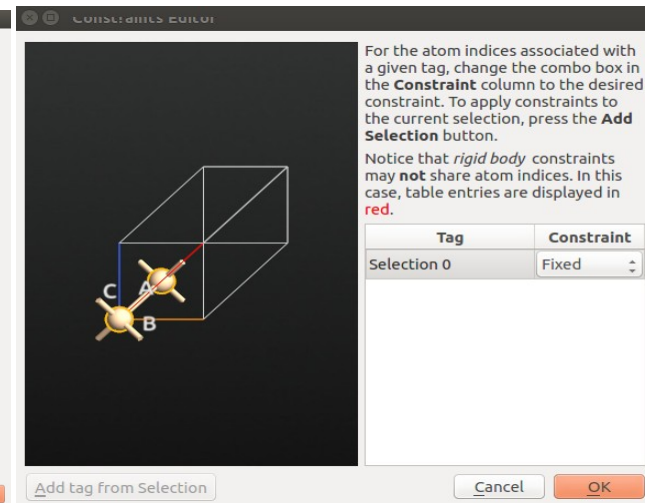 Constraints Editor
For the atom indices associated with
a given tag, change the combo box in
the Constraint column to the desired
constraint. To apply constraints to
the current selection, press the Add
Selection button.
Notice that rigid body constraints
may not share atom indices. In this
case, table entries are displayed in
red.
Tag Constraint
Selection 0 Fixed
C A
B
Add tag from Selection Cancel OK